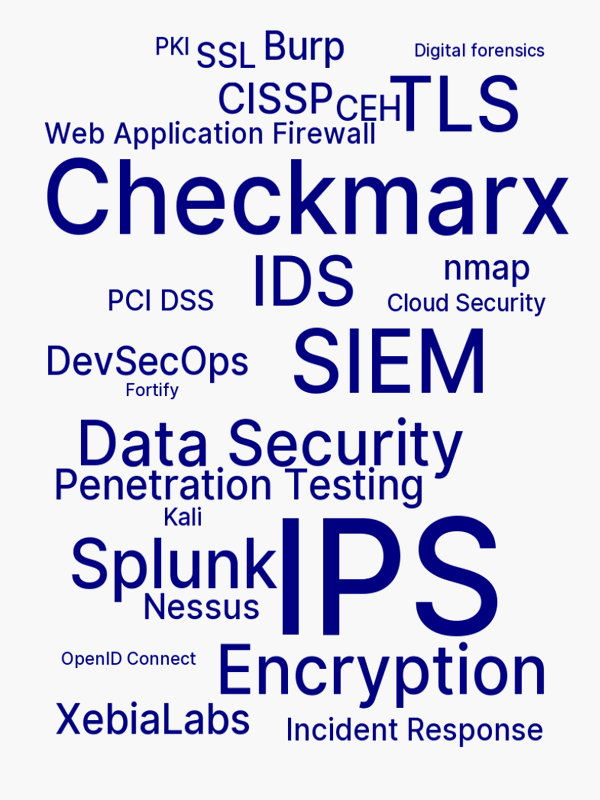 PKI SSL Burp Digital forensics
CISSP CEH TLS
Web Application Firewall
Checkmarx
IDS nmap
PCI DSS Cloud Security
DevSecOps SIEM
Fortify
Data Security
Penetration Testing
Kali
Splunk IPS
Nessus
OpenID Connect Encryption
XebiaLabs Incident Response